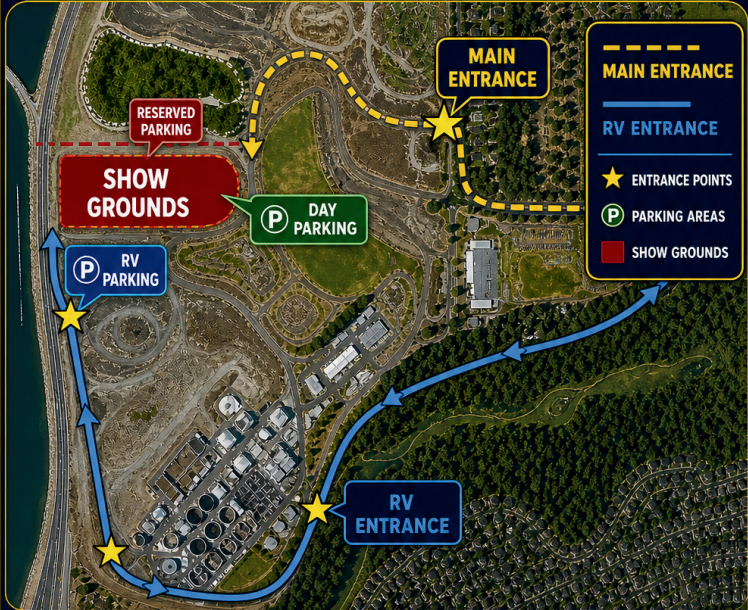 MAIN
ENTRANCE
MAIN ENTRANCE
RV ENTRANCE
ENTRANCE POINTS
P PARKING AREAS
SHOW GROUNDS
RESERVED
PARKING
SHOW
GROUNDS
P DAY
PARKING
P RV
PARKING
RV
ENTRANCE